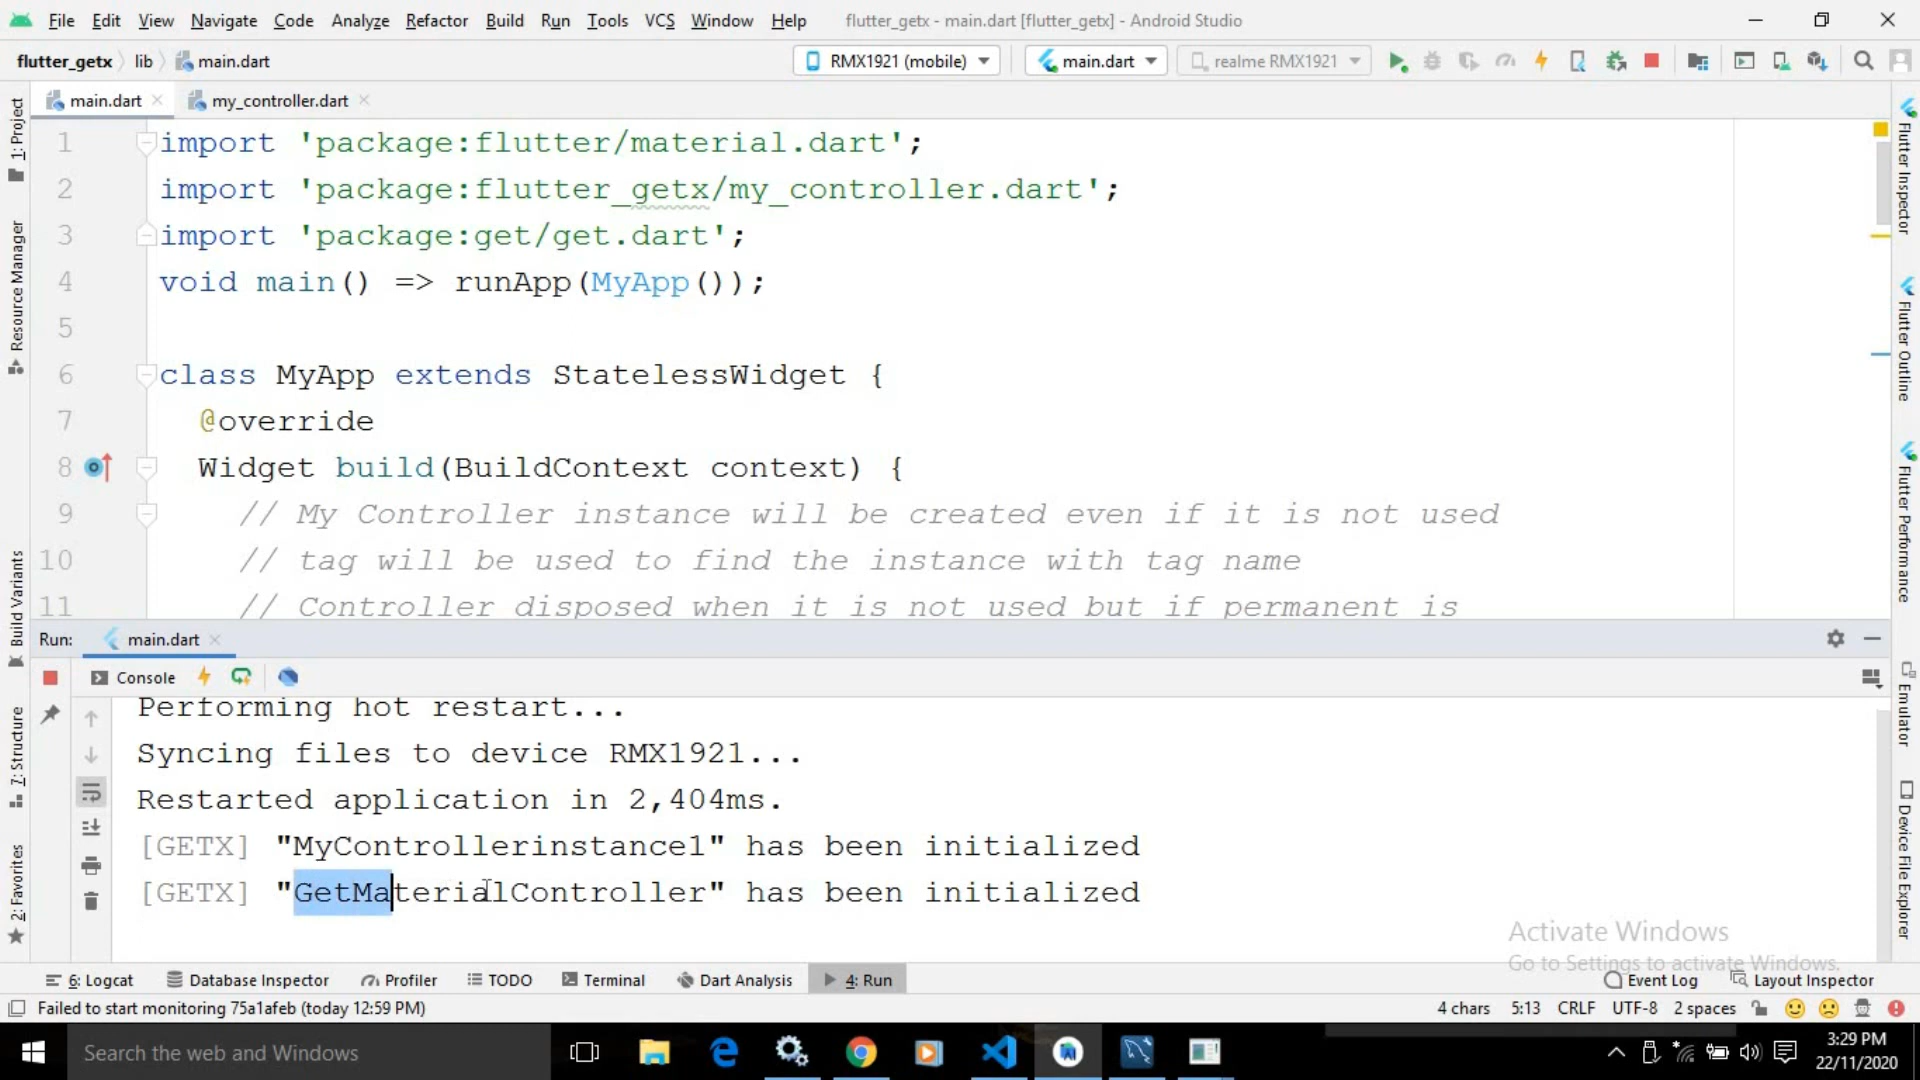 File Edit View Navigate Code Analyze Refactor Build Run Tools VCS Window Help flutter_getx - main.dart [flutter_getx] - Android Studio
flutter_getx lib main.dart RMX1921 (mobile) main.dart realme RMX1921
main.dart my_controller.dart
1 import 'package:flutter/material.dart';
2 import 'package:flutter_getx/my_controller.dart';
3 import 'package:get/get.dart';
4 void main() => runApp(MyApp());
5
6 class MyApp extends StatelessWidget {
7 @override
8 Widget build(BuildContext context) {
9 // My Controller instance will be created even if it is not used
10 // tag will be used to find the instance with tag name
11 // Controller disposed when it is not used but if permanent is
1: Project
Resource Manager
Build Variants
7: Structure
2: Favorites
Flutter Inspector
Flutter Outline
Flutter Performance
Emulator
Device File Explorer
Run: main.dart
Console
Performing hot restart...
Syncing files to device RMX1921...
Restarted application in 2,404ms.
[GETX] "MyControllerinstance1" has been initialized
[GETX] "GetMaterialController" has been initialized
Activate Windows
Go to Settings to activate Windows.
6: Logcat Database Inspector Profiler TODO Terminal Dart Analysis 4: Run Event Log Layout Inspector
Failed to start monitoring 75a1afeb (today 12:59 PM) 4 chars 5:13 CRLF UTF-8 2 spaces
Search the web and Windows
3:29 PM
22/11/2020